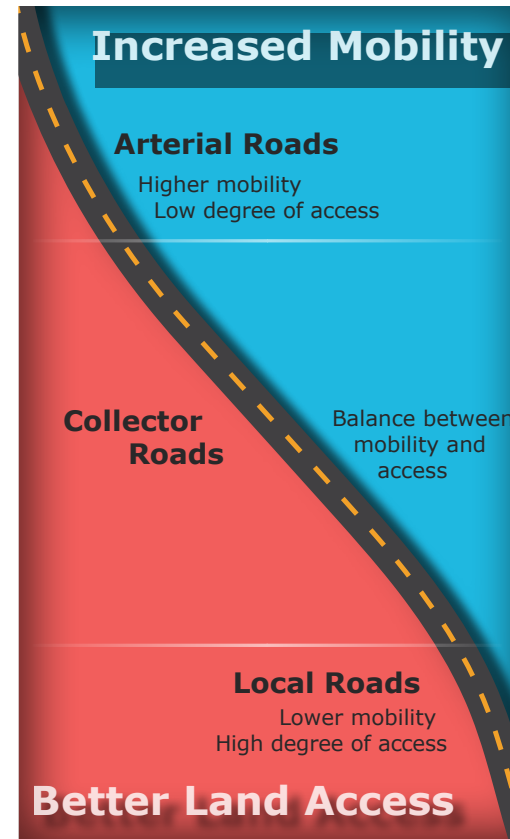 Increased Mobility
Arterial Roads
Higher mobility
Low degree of access
Collector
Roads
Balance between
mobility and
access
Local Roads
Lower mobility
High degree of access
Better Land Access